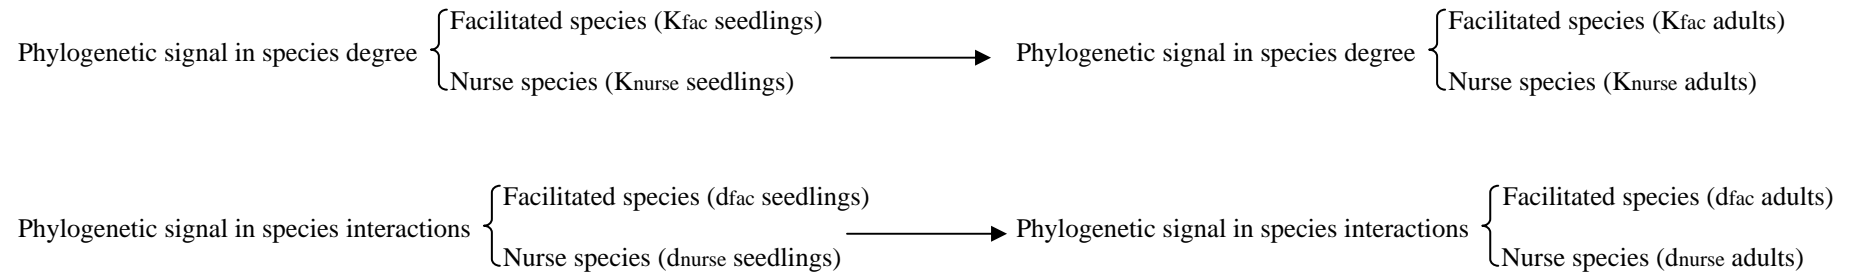 Facilitated species (Kfac seedlings)
Phylogenetic signal in species degree
Nurse species (Knurse seedlings)
Facilitated species (Kfac adults)
Phylogenetic signal in species degree
Nurse species (Knurse adults)
Facilitated species (dfac seedlings)
Phylogenetic signal in species interactions
Nurse species (dnurse seedlings)
Facilitated species (dfac adults)
Phylogenetic signal in species interactions
Nurse species (dnurse adults)